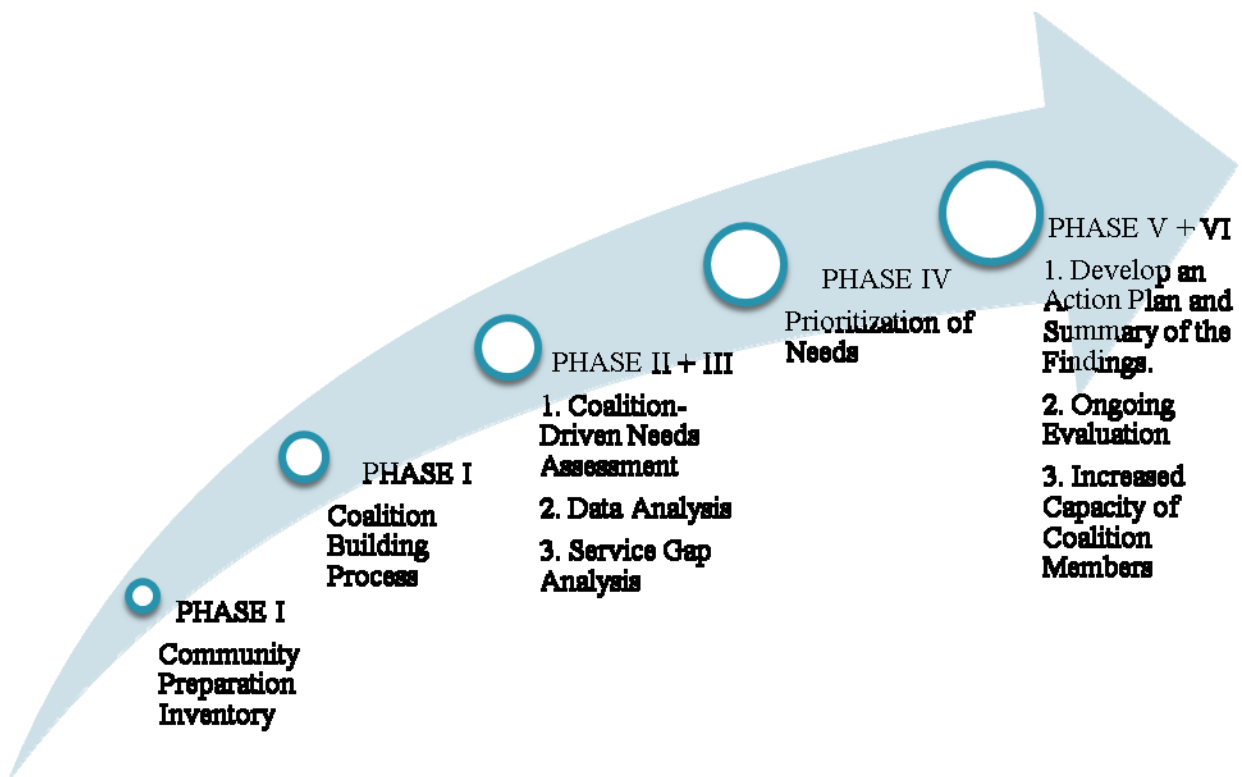 PHASE I
Community
Preparation
Inventory
PHASE I
Coalition
Building
Process
PHASE II + III
1. Coalition-
Driven Needs
Assessment
2. Data Analysis
3. Service Gap
Analysis
PHASE IV
Prioritization of
Needs
PHASE V + VI
1. Develop an
Action Plan and
Summary of the
Findings.
2. Ongoing
Evaluation
3. Increased
Capacity of
Coalition
Members